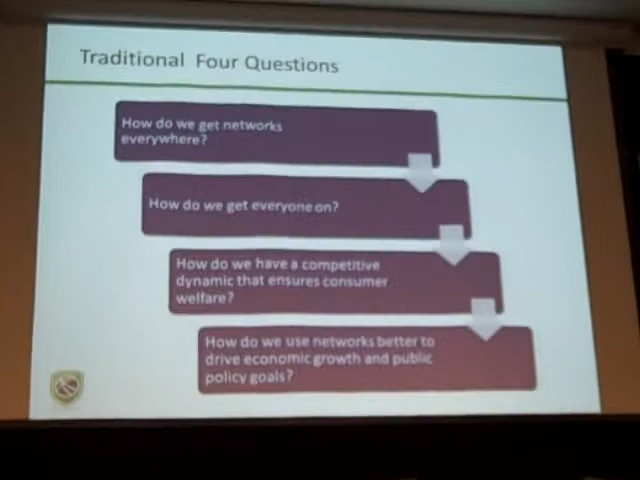 Traditional Four Questions
How do we get networks
everywhere?
How do we get everyone on?
How do we have a competitive
dynamic that ensures consumer
welfare?
How do we use networks better to
drive economic growth and public
policy goals?